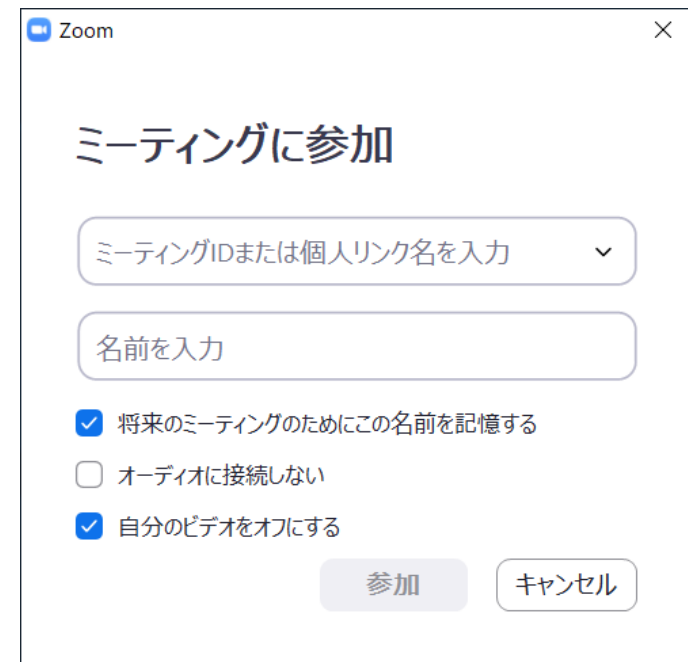 Zoom
ミーティングに参加
ミーティングIDまたは個人リンク名を入力
名前を入力
将来のミーティングのためにこの名前を記憶する
オーディオに接続しない
自分のビデオをオフにする
参加 キャンセル